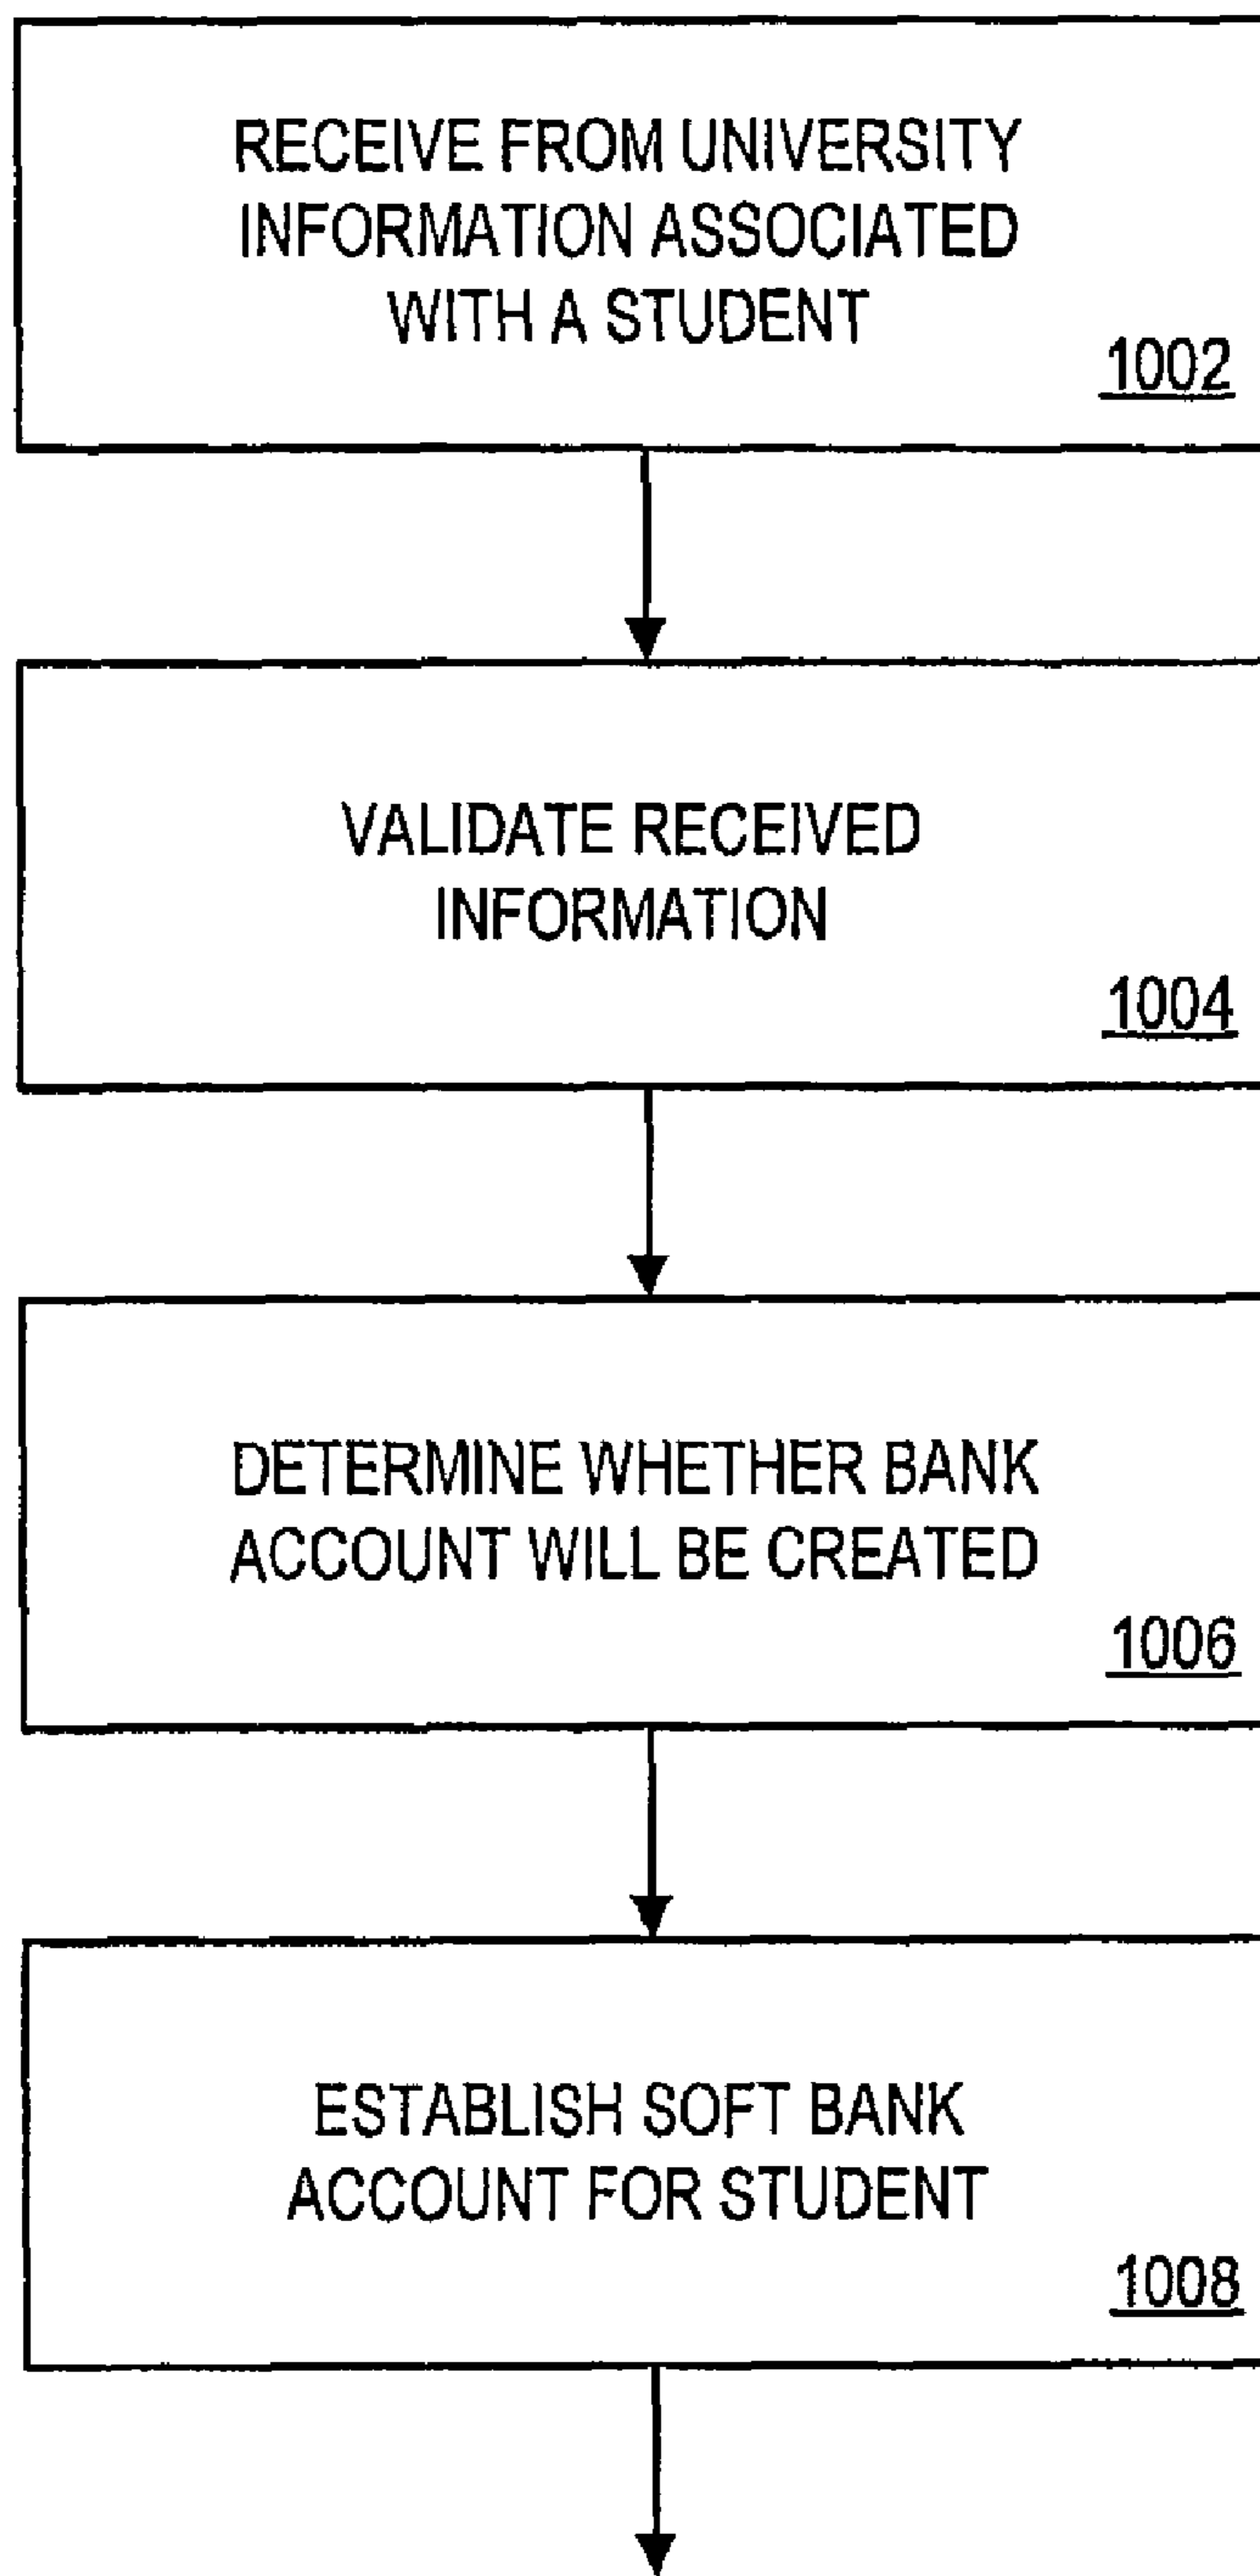 RECEIVE FROM UNIVERSITY
INFORMATION ASSOCIATED
WITH A STUDENT
1002
VALIDATE RECEIVED
INFORMATION
1004
DETERMINE WHETHER BANK
ACCOUNT WILL BE CREATED
1006
ESTABLISH SOFT BANK
ACCOUNT FOR STUDENT
1008